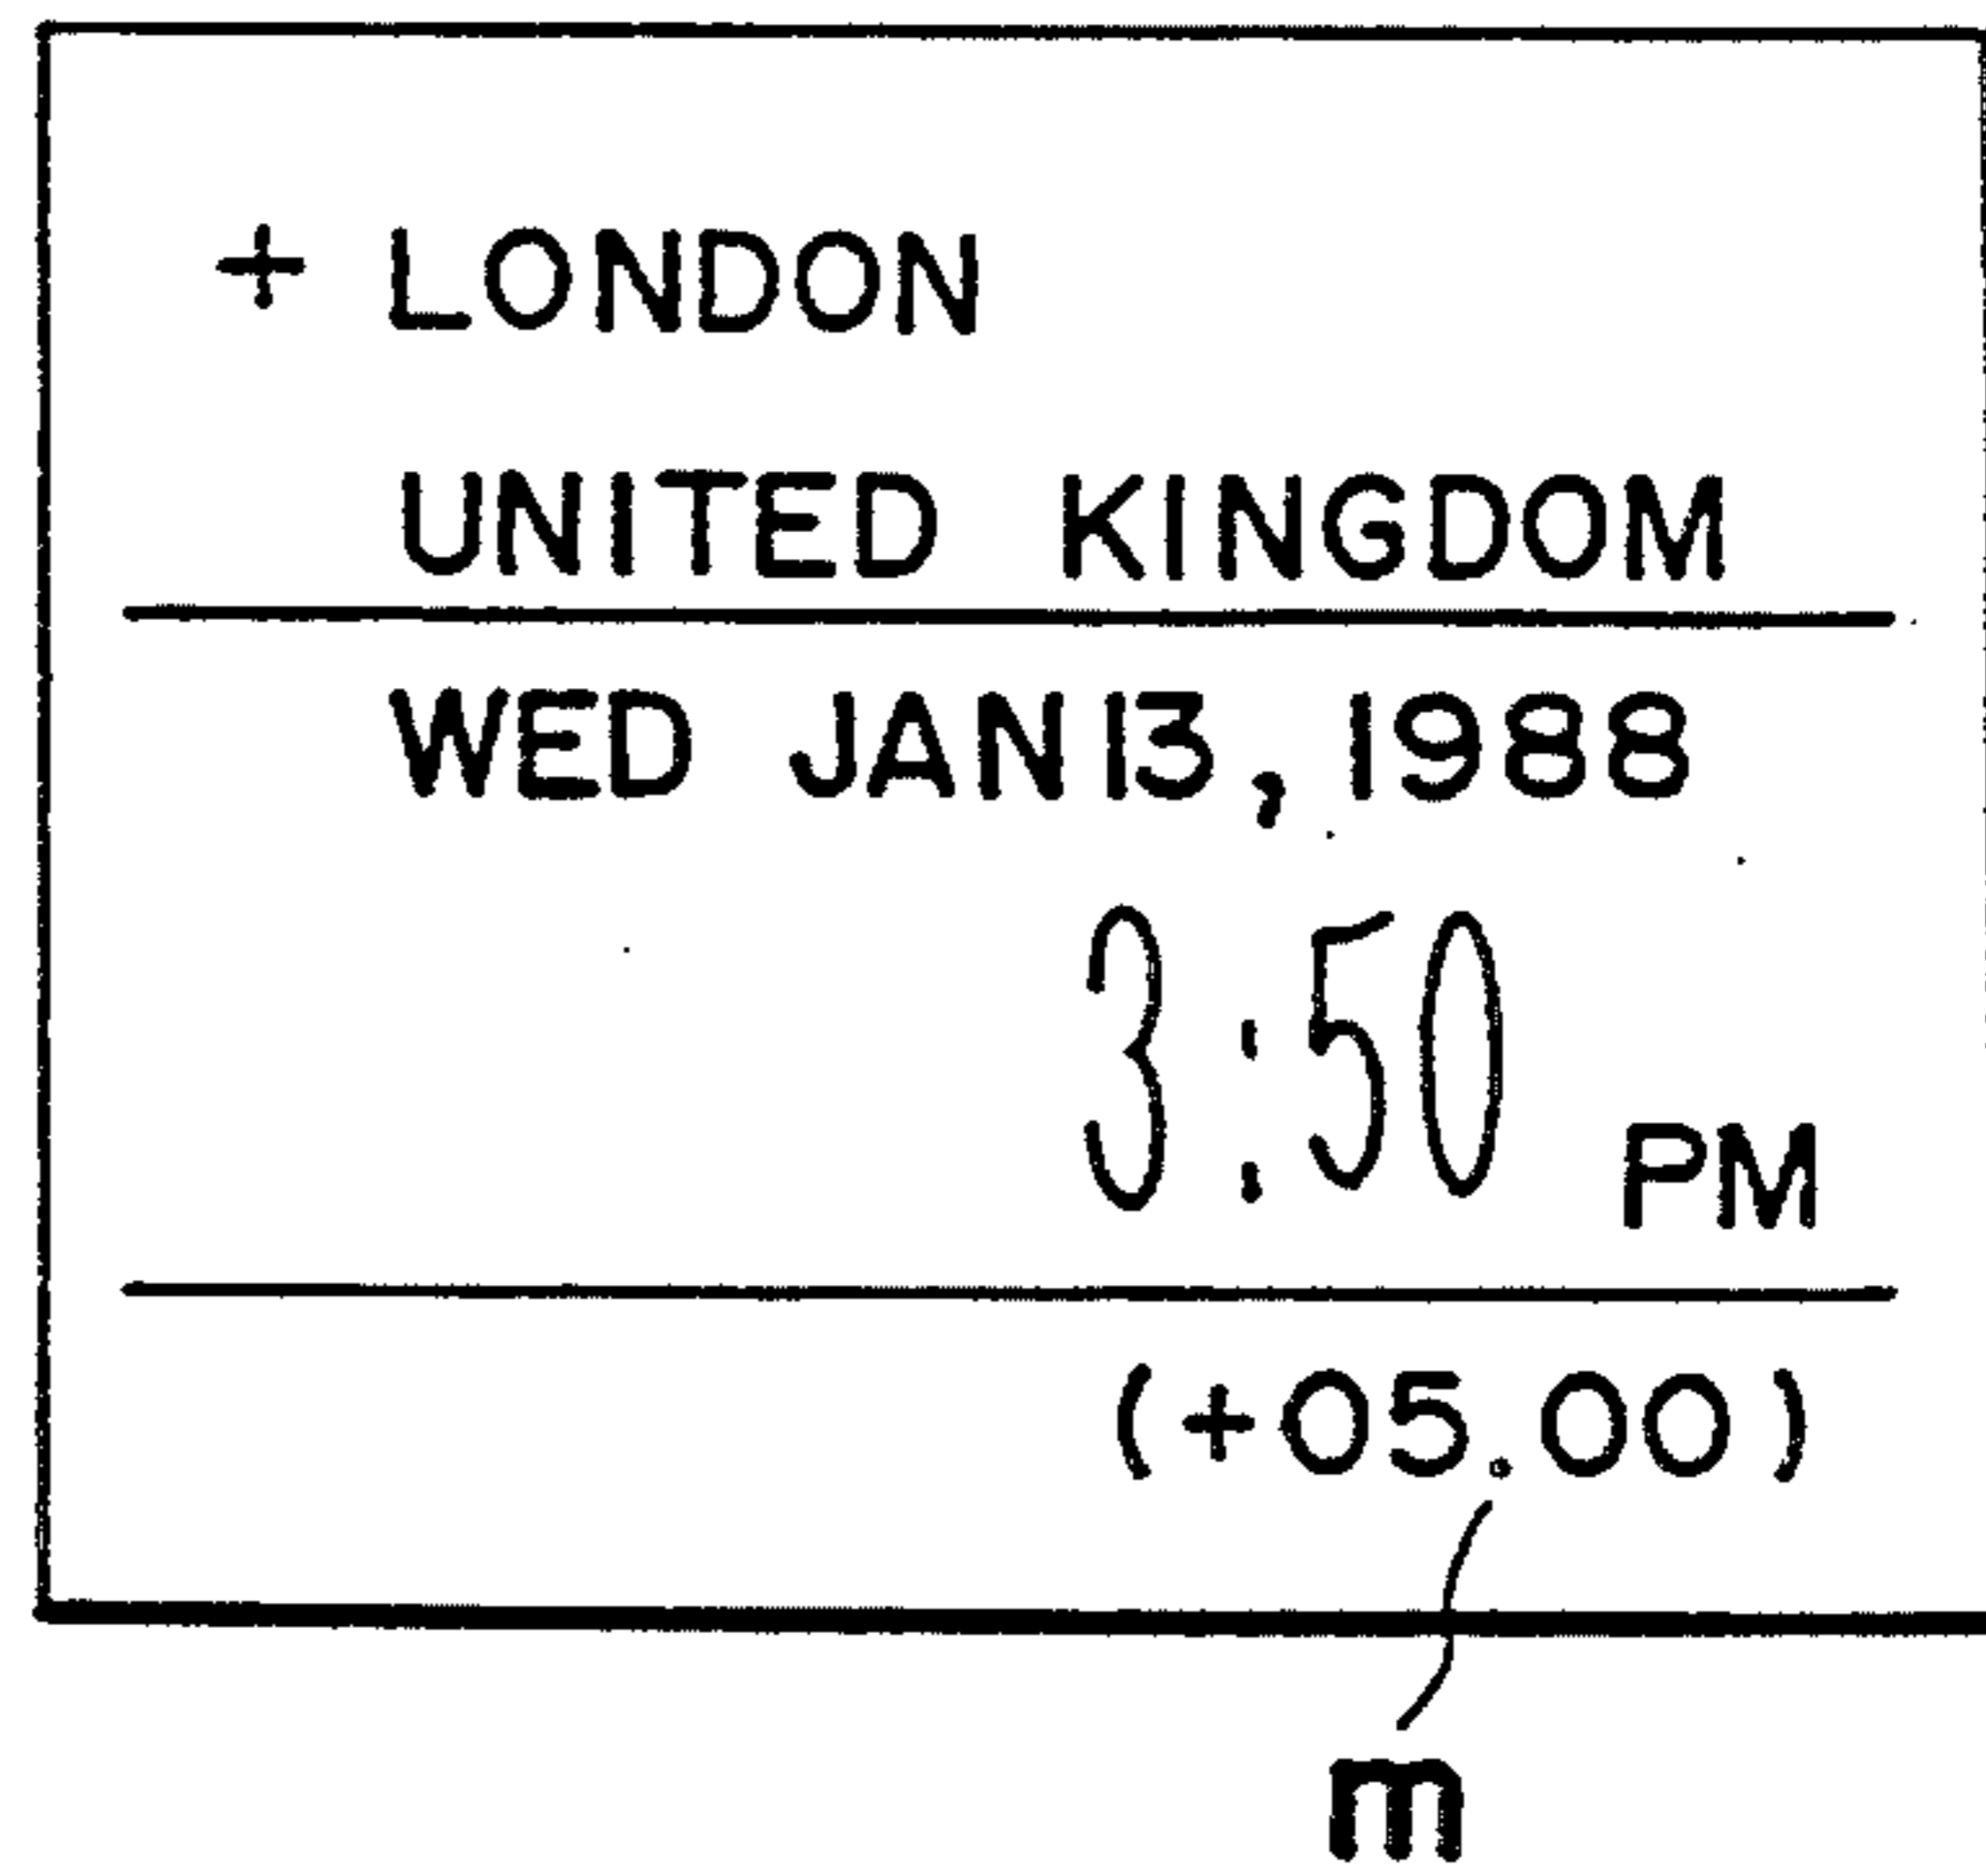 + LONDON
UNITED KINGDOM
WED JAN 13, 1988
3:50 PM
(+05.00)
m